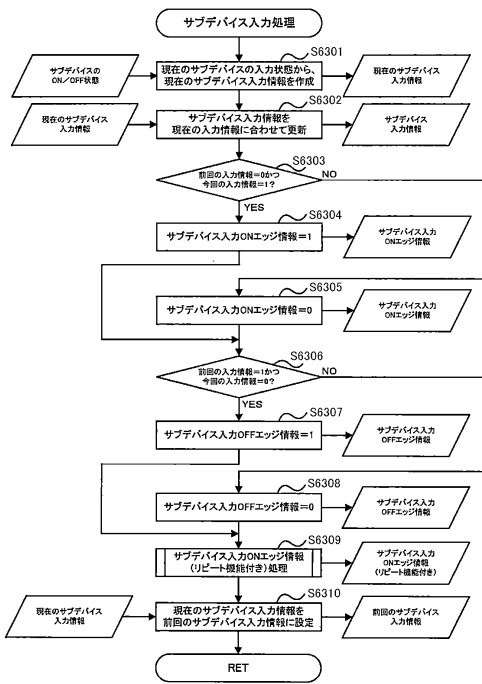 サブデバイス入力処理
S6301
サブデバイスの
ON/OFF状態
現在のサブデバイスの入力状態から、
現在のサブデバイス入力情報を作成
現在のサブデバイス
入力情報
S6302
現在のサブデバイス
入力情報
サブデバイス入力情報を
現在の入力情報に合わせて更新
サブデバイス
入力情報
S6303
前回の入力情報=0かつ
今回の入力情報=1?
NO
YES
S6304
サブデバイス入力ONエッジ情報=1
サブデバイス入力
ONエッジ情報
S6305
サブデバイス入力ONエッジ情報=0
サブデバイス入力
ONエッジ情報
S6306
前回の入力情報=1かつ
今回の入力情報=0?
NO
YES
S6307
サブデバイス入力OFFエッジ情報=1
サブデバイス入力
OFFエッジ情報
S6308
サブデバイス入力OFFエッジ情報=0
サブデバイス入力
OFFエッジ情報
S6309
サブデバイス入力ONエッジ情報
(リピート機能付き)処理
サブデバイス入力
ONエッジ情報
(リピート機能付き)
S6310
現在のサブデバイス
入力情報
現在のサブデバイス入力情報を
前回のサブデバイス入力情報に設定
前回のサブデバイス
入力情報
RET